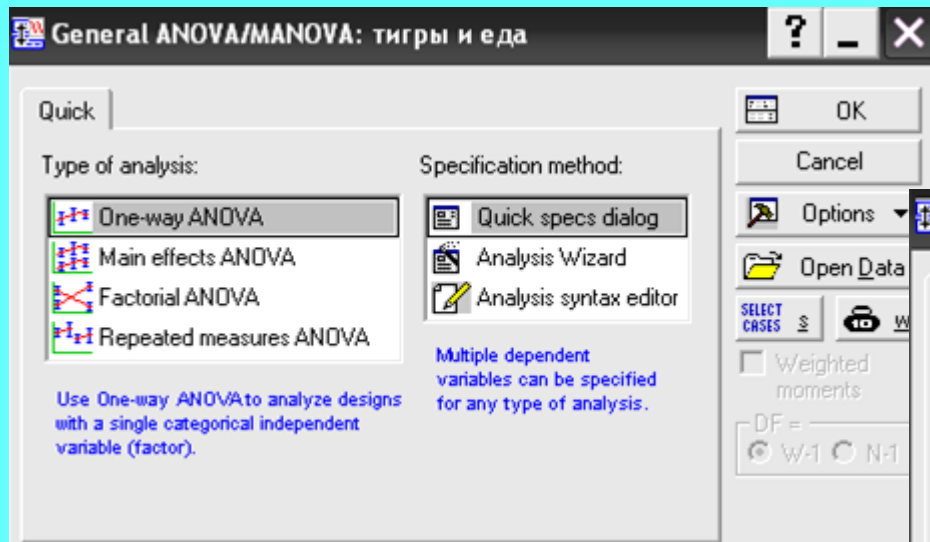 General ANOVA/MANOVA: тигры и еда
Quick
Type of analysis:
One-way ANOVA
Main effects ANOVA
Factorial ANOVA
Repeated measures ANOVA
Use One-way ANOVA to analyze designs
with a single categorical independent
variable (factor).
Specification method:
Quick specs dialog
Analysis Wizard
Analysis syntax editor
Multiple dependent
variables can be specified
for any type of analysis.
OK
Cancel
Options
Open Data
SELECT
CASES S
W
Weighted
moments
DF =
W-1 N-1